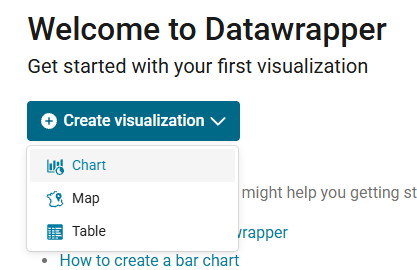 Welcome to Datawrapper
Get started with your first visualization
Create visualization
Chart
might help you getting
Map
Table
wrapper
How to create a bar chart